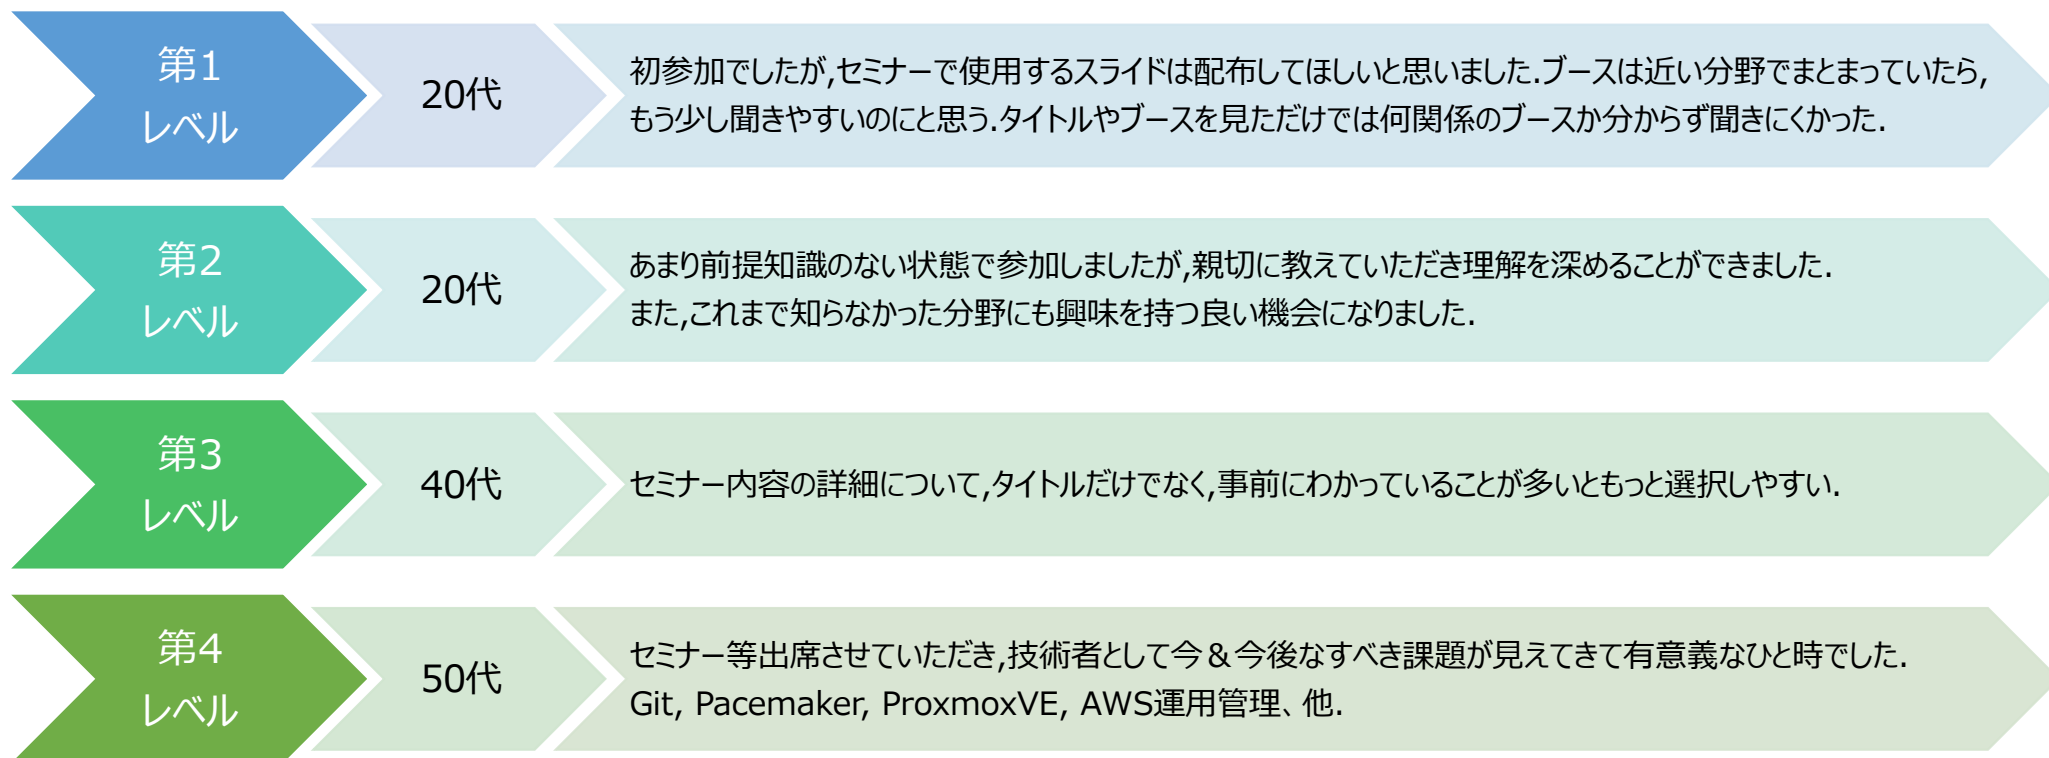 第1
レベル
20代
初参加でしたが,セミナーで使用するスライドは配布してほしいと思いました.ブースは近い分野でまとまっていたら,
もう少し聞きやすいのにと思う.タイトルやブースを見ただけでは何関係のブースか分からず聞きにくかった.
第2
レベル
20代
あまり前提知識のない状態で参加しましたが,親切に教えていただき理解を深めることができました.
また,これまで知らなかった分野にも興味を持つ良い機会になりました.
第3
レベル
40代
セミナー内容の詳細について,タイトルだけでなく,事前にわかっていることが多いともっと選択しやすい.
第4
レベル
50代
セミナー等出席させていただき,技術者として今&今後なすべき課題が見えてきて有意義なひと時でした.
Git, Pacemaker, ProxmoxVE, AWS運用管理、他.